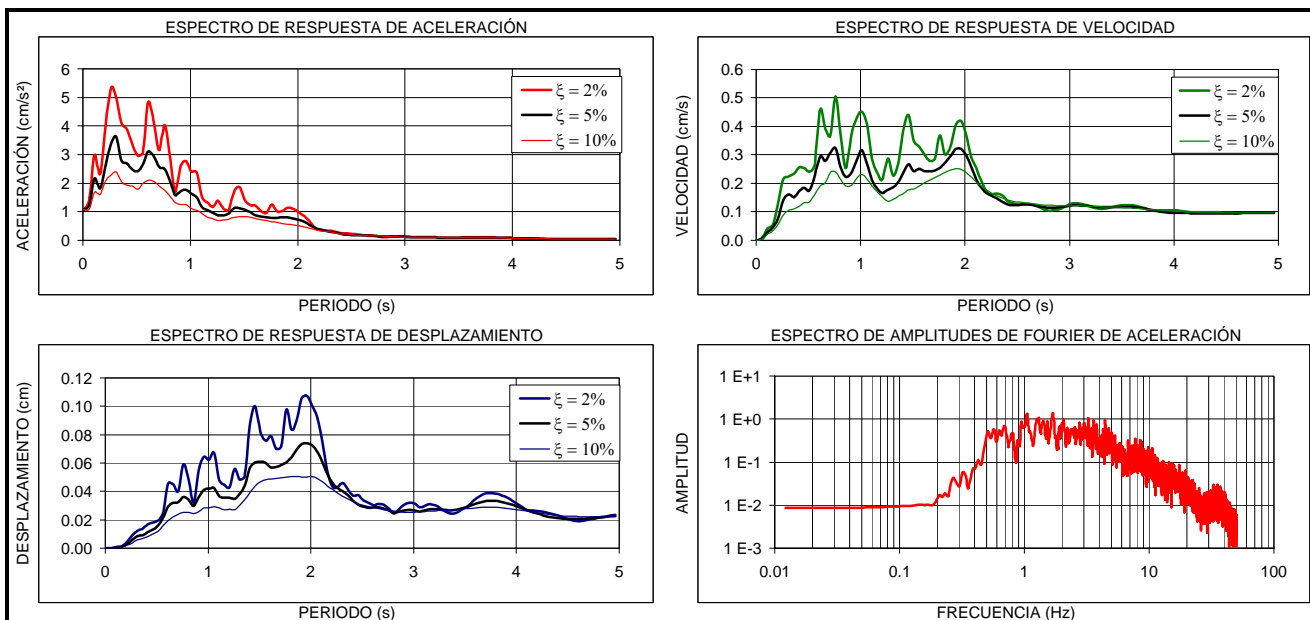 ESPECTRO DE RESPUESTA DE ACELERACIÓN
ACELERACIÓN (cm/s²)
6
5
4
3
2
1
0
0 1 2 3 4 5
PERIODO (s)
ξ = 2%
ξ = 5%
ξ = 10%
ESPECTRO DE RESPUESTA DE VELOCIDAD
VELOCIDAD (cm/s)
0.6
0.5
0.4
0.3
0.2
0.1
0.0
0 1 2 3 4 5
PERIODO (s)
ξ = 2%
ξ = 5%
ξ = 10%
ESPECTRO DE RESPUESTA DE DESPLAZAMIENTO
DESPLAZAMIENTO (cm)
0.12
0.10
0.08
0.06
0.04
0.02
0.00
0 1 2 3 4 5
PERIODO (s)
ξ = 2%
ξ = 5%
ξ = 10%
ESPECTRO DE AMPLITUDES DE FOURIER DE ACELERACIÓN
AMPLITUD
1 E+1
1 E+0
1 E-1
1 E-2
1 E-3
0.01 0.1 1 10 100
FRECUENCIA (Hz)